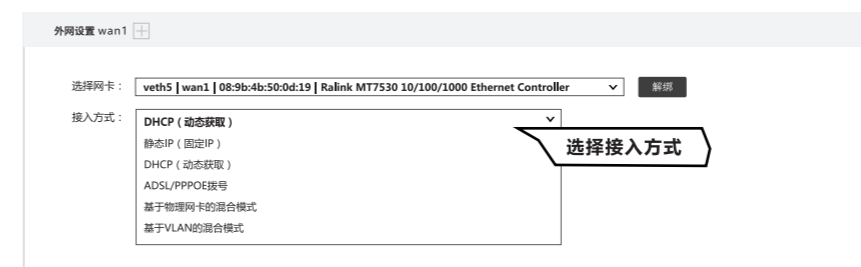 外网设置 wan1
选择网卡： veth5 | wan1 | 08:9b:4b:50:0d:19 | Ralink MT7530 10/100/1000 Ethernet Controller 解绑
接入方式： DHCP（动态获取）
静态IP（固定IP）
选择接入方式
DHCP（动态获取）
ADSL/PPPOE拨号
基于物理网卡的混合模式
基于VLAN的混合模式